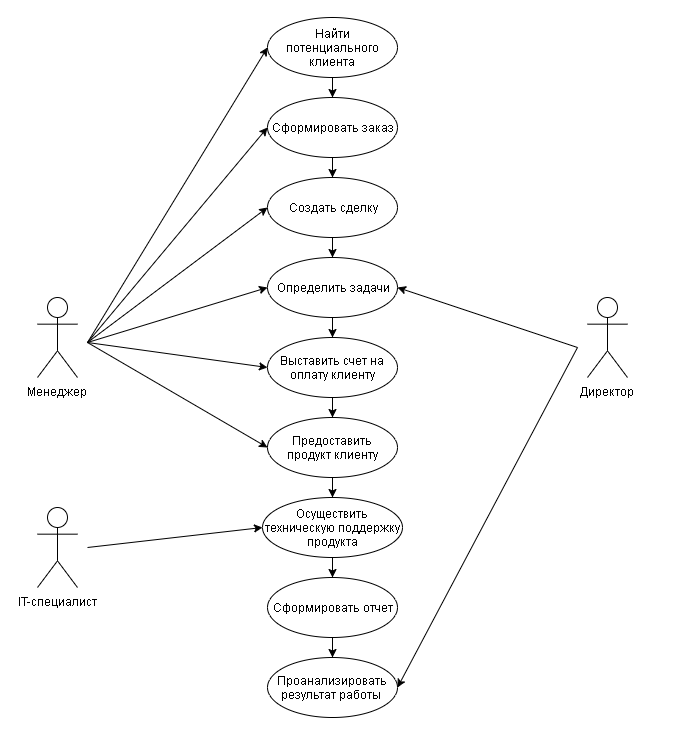 Найти
потенциального
клиента
Сформировать заказ
Создать сделку
Определить задачи
Выставить счет на
оплату клиенту
Менеджер
Директор
Предоставить
продукт клиенту
Осуществить
техническую поддержку
продукта
IT-специалист
Сформировать отчет
Проанализировать
результат работы